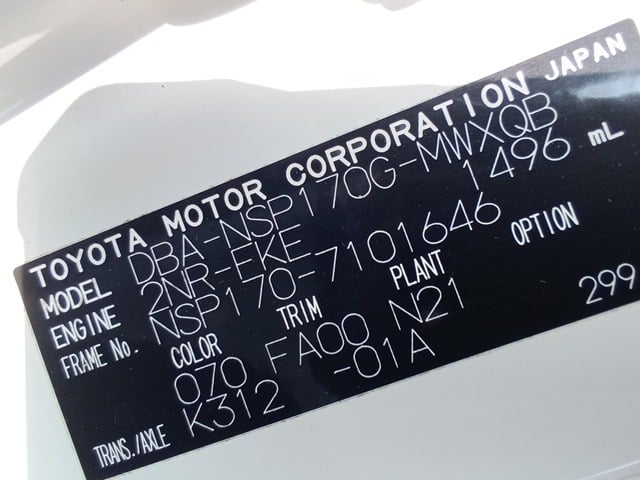 TOYOTA MOTOR CORPORATION JAPAN
MODEL DBA-NSP170G-MWXQB
ENGINE 2NR-FKE 1496 mL
FRAME No. NSP170-7101646
COLOR TRIM PLANT OPTION
070 FA00 N21 299
TRANS./AXLE K312 -01A